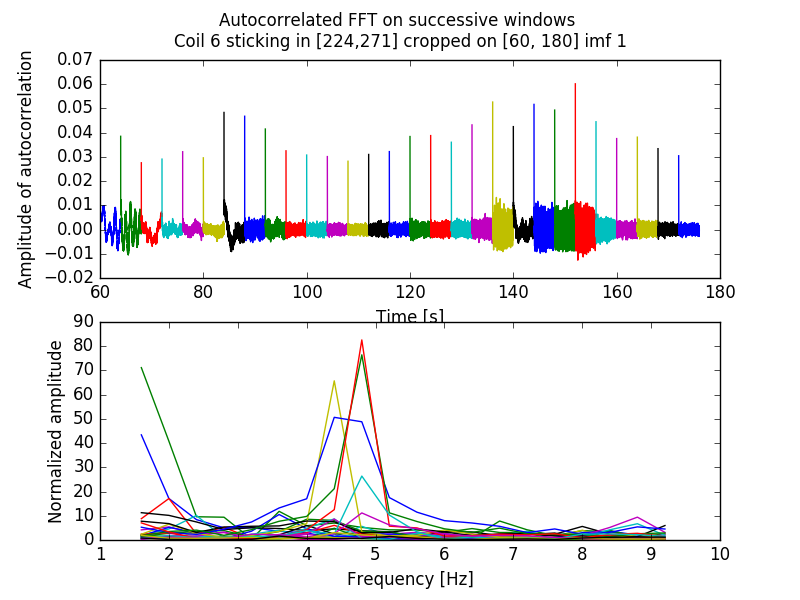 Autocorrelated FFT on successive windows
Coil 6 sticking in [224,271] cropped on [60, 180] imf 1
Amplitude of autocorrelation
0.07
0.06
0.05
0.04
0.03
0.02
0.01
0.00
−0.01
−0.02
60 80 100 120 140 160 180
Time [s]
Normalized amplitude
90
80
70
60
50
40
30
20
10
0
1 2 3 4 5 6 7 8 9 10
Frequency [Hz]